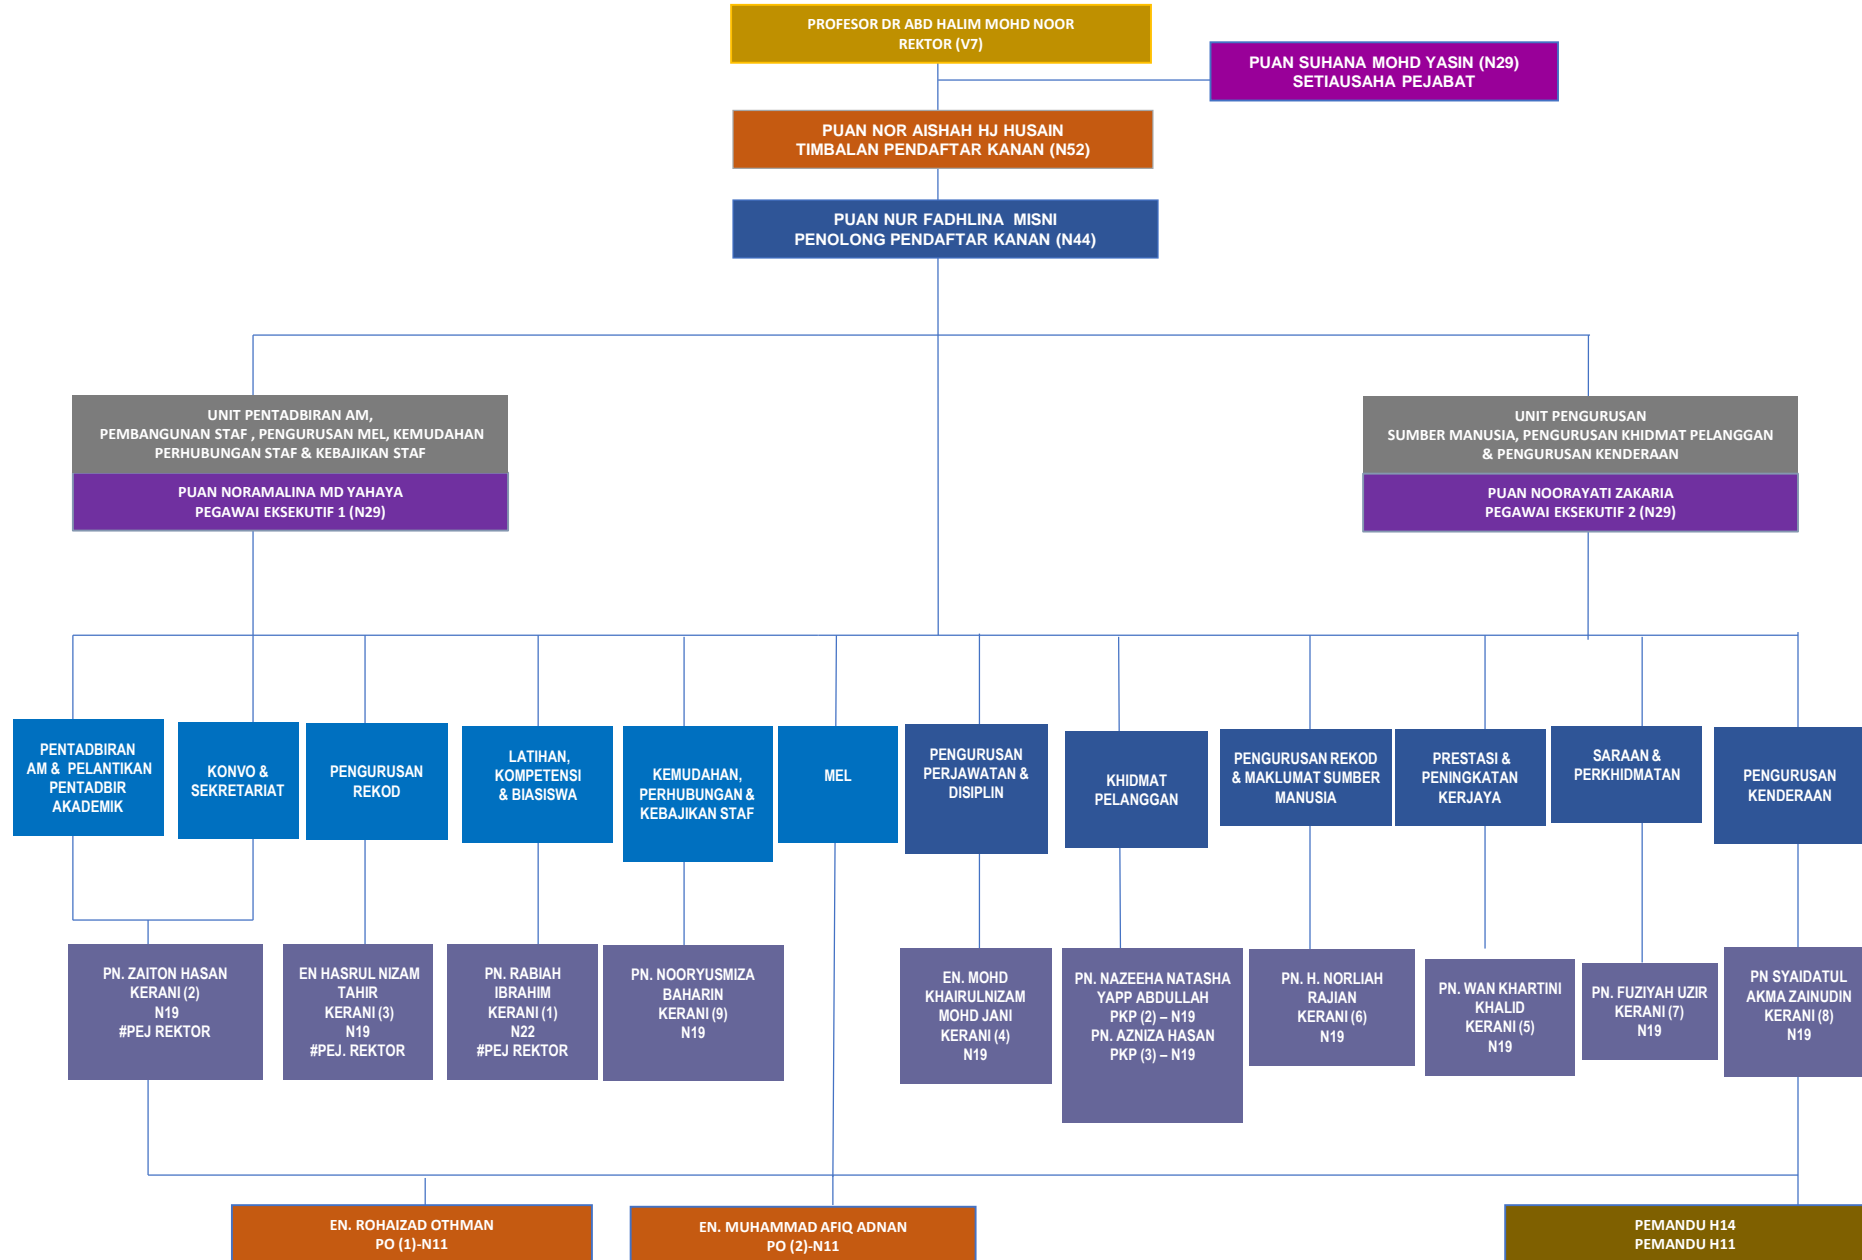 PROFESOR DR ABD HALIM MOHD NOOR
REKTOR (V7)
PUAN SUHANA MOHD YASIN (N29)
SETIAUSAHA PEJABAT
PUAN NOR AISHAH HJ HUSAIN
TIMBALAN PENDAFTAR KANAN (N52)
PUAN NUR FADHLINA MISNI
PENOLONG PENDAFTAR KANAN (N44)
UNIT PENTADBIRAN AM,
PEMBANGUNAN STAF , PENGURUSAN MEL, KEMUDAHAN
PERHUBUNGAN STAF & KEBAJIKAN STAF
PUAN NORAMALINA MD YAHAYA
PEGAWAI EKSEKUTIF 1 (N29)
UNIT PENGURUSAN
SUMBER MANUSIA, PENGURUSAN KHIDMAT PELANGGAN
& PENGURUSAN KENDERAAN
PUAN NOORAYATI ZAKARIA
PEGAWAI EKSEKUTIF 2 (N29)
PENTADBIRAN
AM & PELANTIKAN
PENTADBIR
AKADEMIK
KONVO &
SEKRETARIAT
PENGURUSAN
REKOD
LATIHAN,
KOMPETENSI
& BIASISWA
KEMUDAHAN,
PERHUBUNGAN &
KEBAJIKAN STAF
MEL
PENGURUSAN
PERJAWATAN &
DISIPLIN
KHIDMAT
PELANGGAN
PENGURUSAN REKOD
& MAKLUMAT SUMBER
MANUSIA
PRESTASI &
PENINGKATAN
KERJAYA
SARAAN &
PERKHIDMATAN
PENGURUSAN
KENDERAAN
PN. ZAITON HASAN
KERANI (2)
N19
#PEJ REKTOR
EN HASRUL NIZAM
TAHIR
KERANI (3)
N19
#PEJ. REKTOR
PN. RABIAH
IBRAHIM
KERANI (1)
N22
#PEJ REKTOR
PN. NOORYUSMIZA
BAHARIN
KERANI (9)
N19
EN. MOHD
KHAIRULNIZAM
MOHD JANI
KERANI (4)
N19
PN. NAZEEHA NATASHA
YAPP ABDULLAH
PKP (2) – N19
PN. AZNIZA HASAN
PKP (3) – N19
PN. H. NORLIAH
RAJIAN
KERANI (6)
N19
PN. WAN KHARTINI
KHALID
KERANI (5)
N19
PN. FUZIYAH UZIR
KERANI (7)
N19
PN SYAIDATUL
AKMA ZAINUDIN
KERANI (8)
N19
EN. ROHAIZAD OTHMAN
PO (1)-N11
EN. MUHAMMAD AFIQ ADNAN
PO (2)-N11
PEMANDU H14
PEMANDU H11